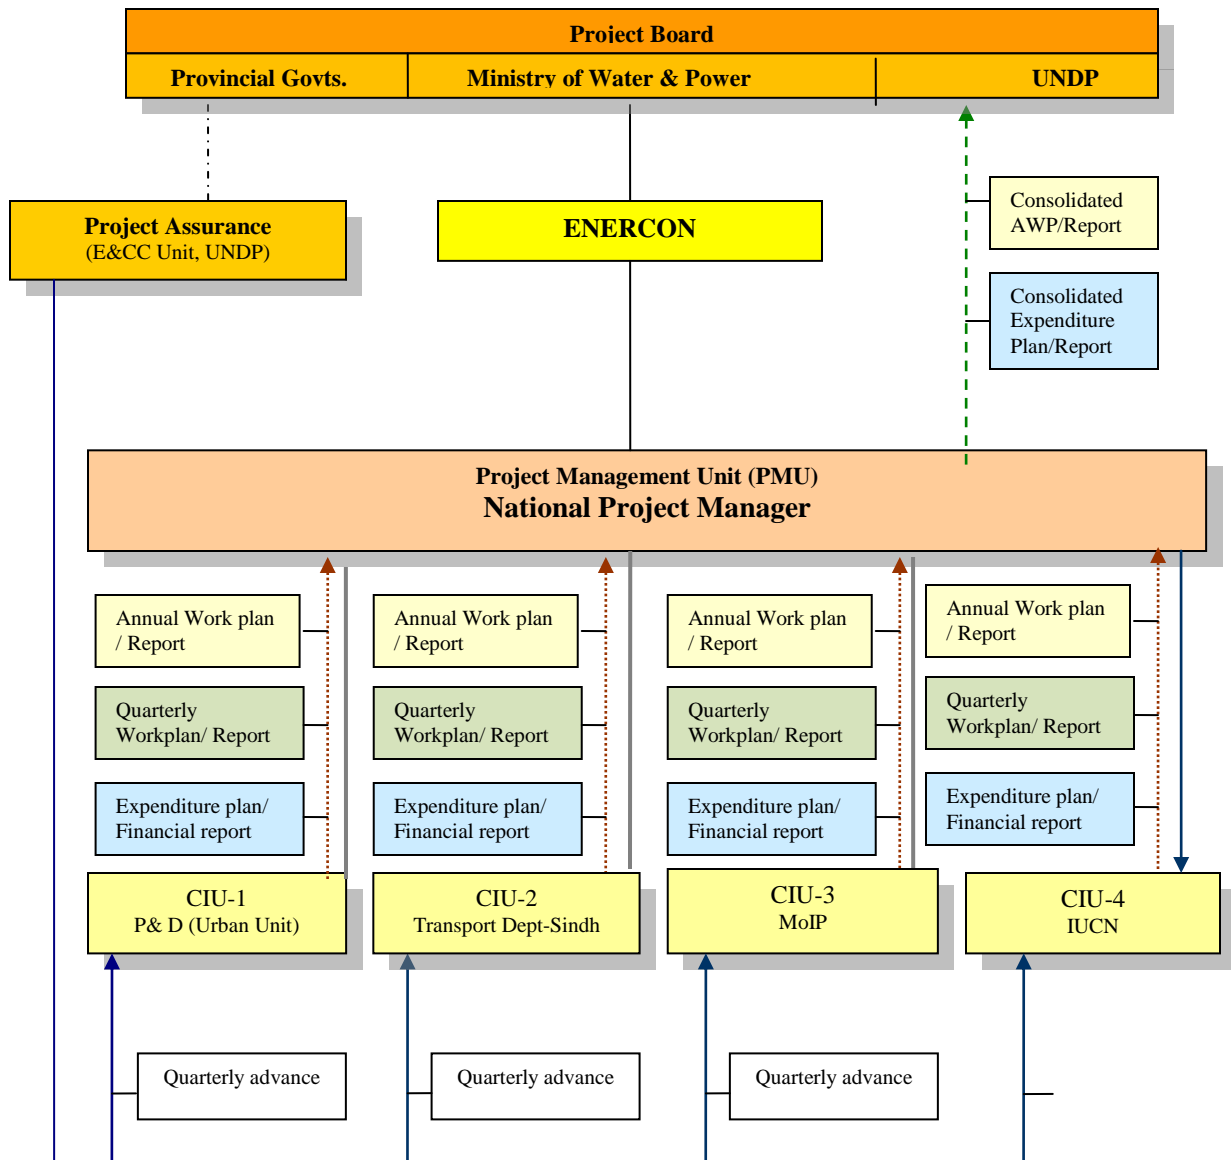 Project Board
Provincial Govts.
Ministry of Water & Power
UNDP
Project Assurance
(E&CC Unit, UNDP)
ENERCON
Consolidated
AWP/Report
Consolidated
Expenditure
Plan/Report
Project Management Unit (PMU)
National Project Manager
Annual Work plan
/ Report
Annual Work plan
/ Report
Annual Work plan
/ Report
Annual Work plan
/ Report
Quarterly
Workplan/ Report
Quarterly
Workplan/ Report
Quarterly
Workplan/ Report
Quarterly
Workplan/ Report
Expenditure plan/
Financial report
Expenditure plan/
Financial report
Expenditure plan/
Financial report
Expenditure plan/
Financial report
CIU-1
P& D (Urban Unit)
CIU-2
Transport Dept-Sindh
CIU-3
MoIP
CIU-4
IUCN
Quarterly advance
Quarterly advance
Quarterly advance